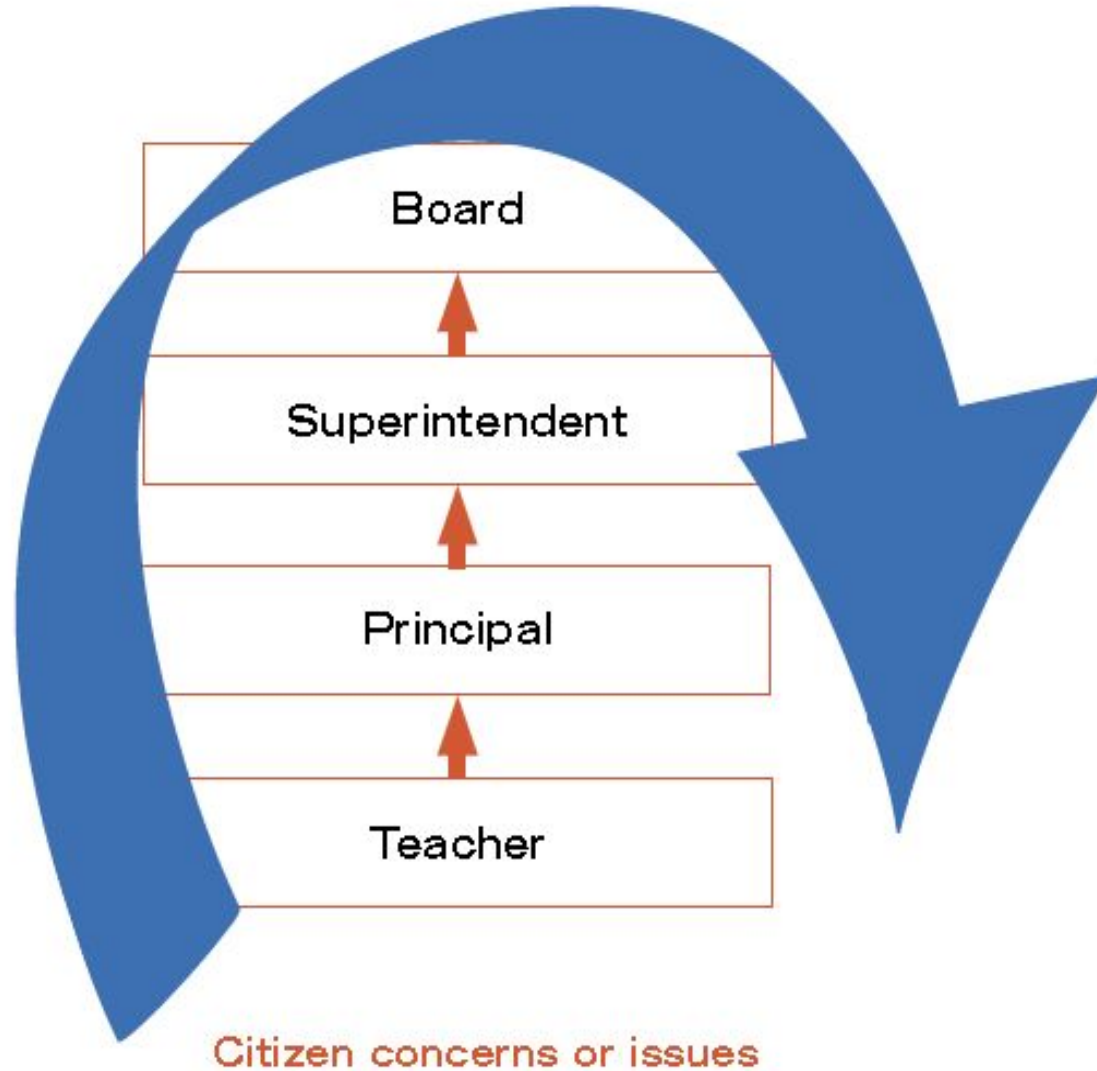 Board
Superintendent
Principal
Teacher
Citizen concerns or issues